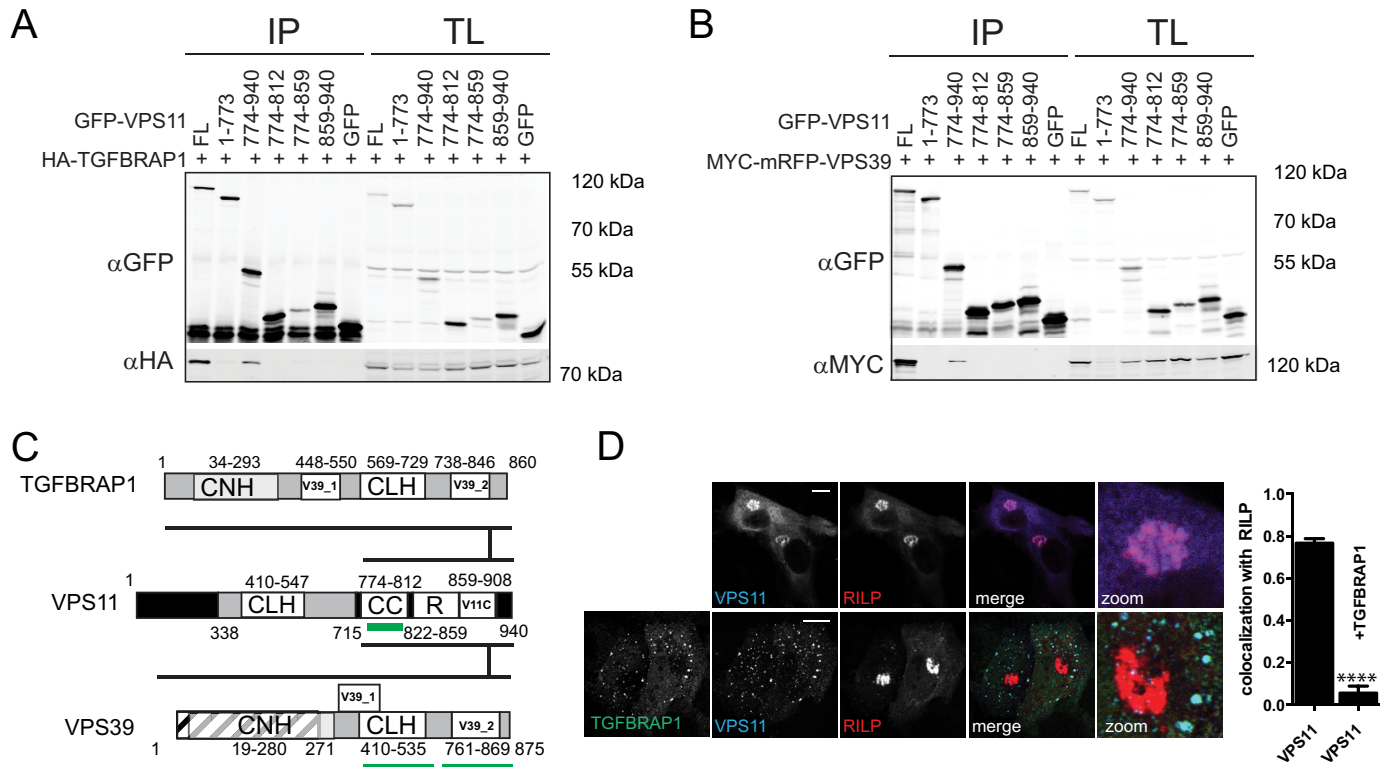 A
IP
TL
GFP-VPS11
FL
1-773
774-940
774-812
774-859
859-940
GFP
FL
1-773
774-940
774-812
774-859
859-940
GFP
HA-TGFBRAP1
+ + + + + + + + + + + + + +
αGFP
αHA
120 kDa
70 kDa
55 kDa
70 kDa
B
IP
TL
GFP-VPS11
FL
1-773
774-940
774-812
774-859
859-940
GFP
FL
1-773
774-940
774-812
774-859
859-940
GFP
MYC-mRFP-VPS39
+ + + + + + + + + + + + + +
αGFP
αMYC
120 kDa
70 kDa
55 kDa
120 kDa
C
1 34-293 448-550 569-729 738-846 860
TGFBRAP1
CNH V39_1 CLH V39_2
1 410-547 774-812 859-908
VPS11
CLH CC R V11C
338 715 822-859 940
V39_1
VPS39
CNH CLH V39_2
1 19-280 271 410-535 761-869 875
D
VPS11
RILP
merge
zoom
TGFBRAP1
VPS11
RILP
merge
zoom
colocalization with RILP
1.0
0.8
0.6
0.4
0.2
0.0
+TGFBRAP1
****
VPS11
VPS11